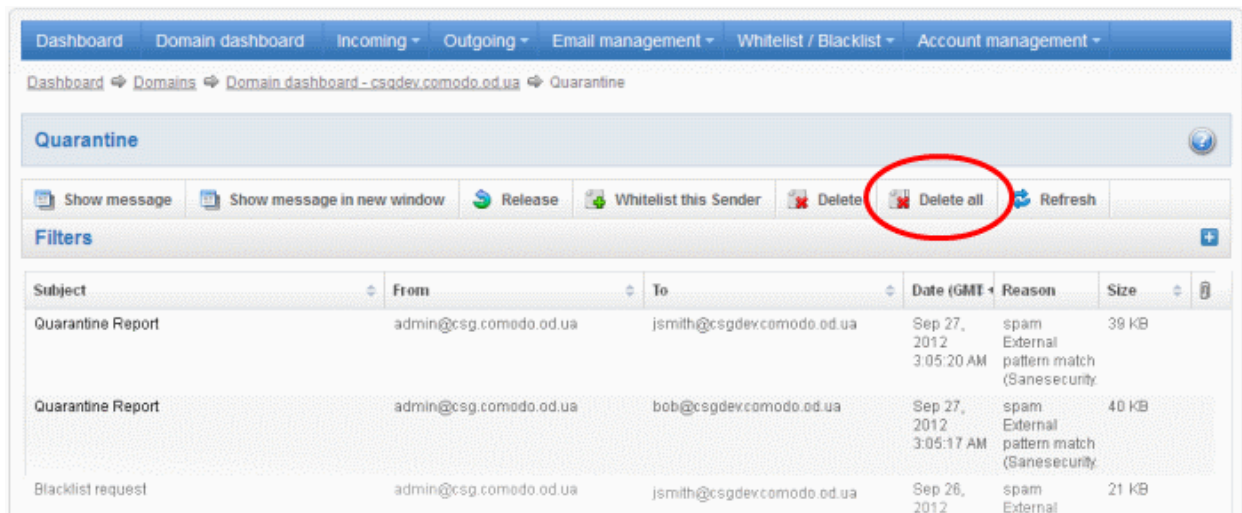 Dashboard Domain dashboard Incoming Outgoing Email management Whitelist / Blacklist Account management
Dashboard Domains Domain dashboard - csgdev.comodo.od.ua Quarantine
Quarantine
Show message Show message in new window Release Whitelist this Sender Delete Delete all Refresh
Filters
Subject From To Date (GMT Reason Size
Quarantine Report admin@csg.comodo.od.ua jsmith@csgdev.comodo.od.ua Sep 27, spam 39 KB
2012 External
3:05:20 AM pattern match
(Sanesecurity.
Quarantine Report admin@csg.comodo.od.ua bob@csgdev.comodo.od.ua Sep 27, spam 40 KB
2012 External
3:05:17 AM pattern match
(Sanesecurity.
Blacklist request admin@csg.comodo.od.ua jsmith@csgdev.comodo.od.ua Sep 26, spam 21 KB
2012 External